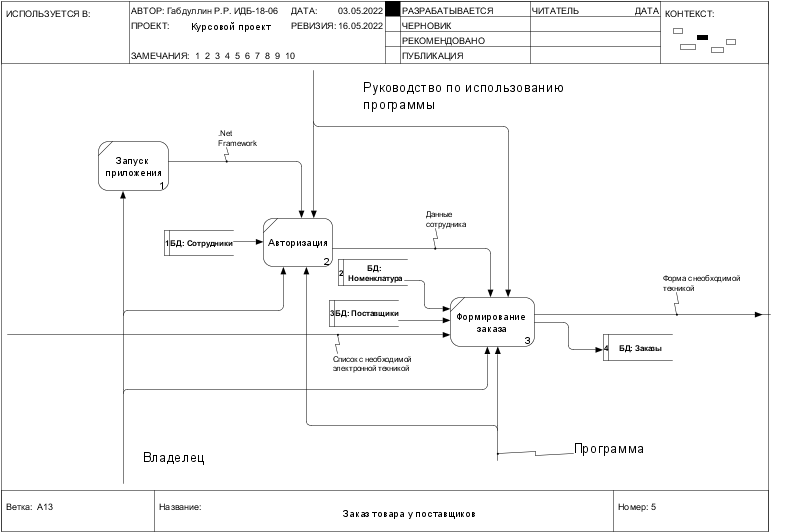 ИСПОЛЬЗУЕТСЯ В:
АВТОР: Габдуллин Р.Р. ИДБ-18-06
ДАТА: 03.05.2022
РАЗРАБАТЫВАЕТСЯ
ЧИТАТЕЛЬ
ДАТА
КОНТЕКСТ:
ПРОЕКТ: Курсовой проект
РЕВИЗИЯ: 16.05.2022
ЧЕРНОВИК
РЕКОМЕНДОВАНО
ЗАМЕЧАНИЯ: 1 2 3 4 5 6 7 8 9 10
ПУБЛИКАЦИЯ
Руководство по использованию
программы
.Net
Framework
Запуск
приложения
1
Данные
сотрудника
1 БД: Сотрудники
Авторизация
2
2 БД:
Номенклатура
Форма с необходимой
техникой
3 БД: Поставщики
Формирование
заказа
3
4 БД: Заказы
Список с необходимой
электронной техникой
Программа
Владелец
Ветка: A13
Название:
Заказ товара у поставщиков
Номер: 5